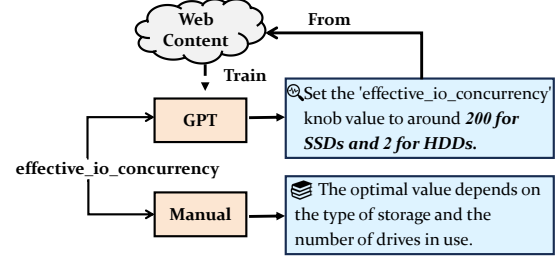 Web
Content
From
Train
Set the 'effective_io_concurrency'
knob value to around 200 for
SSDs and 2 for HDDs.
GPT
effective_io_concurrency
Manual
The optimal value depends on
the type of storage and the
number of drives in use.